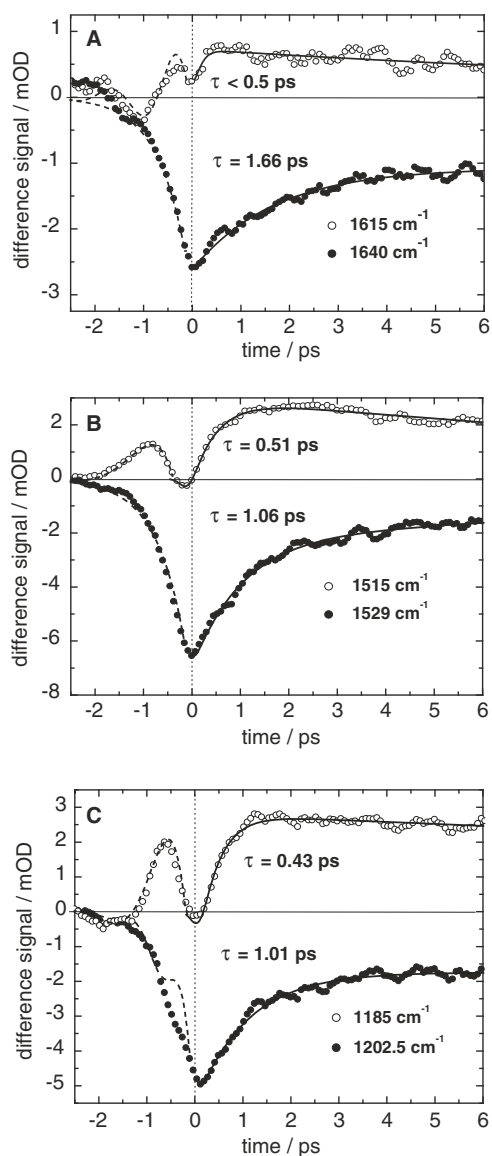 A
1
0
-1
-2
-3
difference signal / mOD
τ < 0.5 ps
τ = 1.66 ps
○ 1615 cm⁻¹
● 1640 cm⁻¹
-2 -1 0 1 2 3 4 5 6
time / ps
B
2
0
-2
-4
-6
-8
difference signal / mOD
τ = 0.51 ps
τ = 1.06 ps
○ 1515 cm⁻¹
● 1529 cm⁻¹
-2 -1 0 1 2 3 4 5 6
time / ps
C
3
2
1
0
-1
-2
-3
-4
-5
difference signal / mOD
τ = 0.43 ps
τ = 1.01 ps
○ 1185 cm⁻¹
● 1202.5 cm⁻¹
-2 -1 0 1 2 3 4 5 6
time / ps